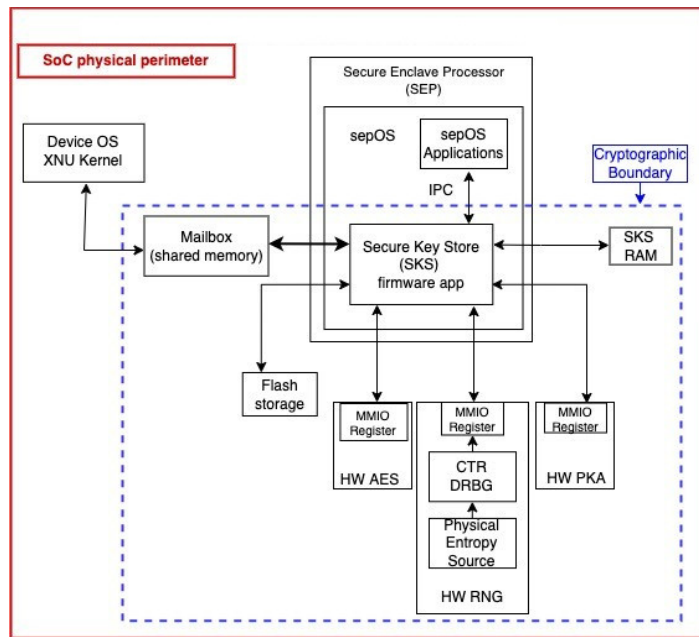 SoC physical perimeter
Secure Enclave Processor
(SEP)
sepOS
sepOS
Applications
IPC
Device OS
XNU Kernel
Cryptographic
Boundary
Mailbox
(shared memory)
Secure Key Store
(SKS)
firmware app
SKS
RAM
Flash
storage
MMIO
Register
HW AES
MMIO
Register
CTR
DRBG
Physical
Entropy
Source
HW RNG
MMIO
Register
HW PKA